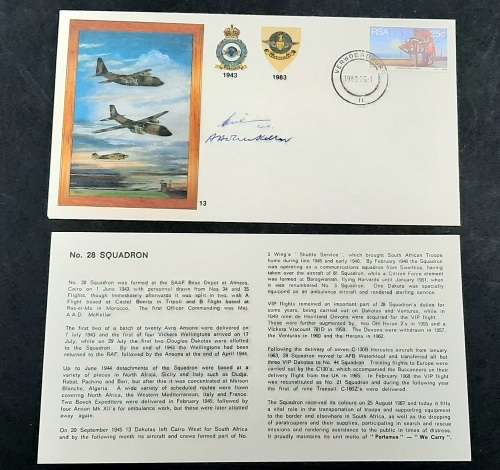 1943
1983
VERWOERDBURG
1983.06.1
RSA
25c
13
No. 28 SQUADRON
No. 28 Squadron was formed at the SAAF Base Depot at Almaza,
Cairo on 1 June 1943, with personnel drawn from Nos 34 and 35
Flights, though immediately afterwards it was split in two, with A
Flight based at Castel Benito in Tripoli and B Flight based at
Ras-el-Ma in Morocco. The first Officer Commanding was Maj.
A.A.D. McKellar
The first two of a batch of twenty Avro Ansons were delivered on
7 July 1943 and the first of four Vickers Wellingtons arrived on 17
July, while on 29 July the first two Douglas Dakotas were allotted
to the Squadron. By the end of 1943 the Wellingtons had been
returned to the RAF, followed by the Ansons at the end of April 1944.
Up to June 1944 detachments of the Squadron were based at a
variety of places in North Africa, Sicily and Italy such as Oudja,
Rabat, Pachino and Bari, but after this it was concentrated at Maison
Blanche, Algeria. A wide variety of scheduled routes were flown
covering North Africa, the Western Mediterranean, Italy and France.
Two Beech Expeditors were delivered in February 1945, followed by
four Anson Mk XII's for ambulance work, but these were later allotted
away again.
On 20 September 1945 13 Dakotas left Cairo West for South Africa
and by the following month its aircraft and crews formed part of No.
3 Wing's "Shuttle Service", which brought South African Troops
home during late 1945 and early 1946. By February 1946 the Squadron
was operating as a communications squadron from Swartkop, having
taken over the aircraft of 61 Squadron, while a Citizen Force element
was formed at Baragwanath, flying Harvards until January 1951, when
it was renumbered No. 5 Squadron. One Dakota was specially
equipped as an ambulance aircraft and rendered sterling service.
VIP flights remained an important part of 28 Squadron's duties for
some years, being carried out on Dakotas and Venturas, while in
1949 nine de Havilland Devons were acquired for the VIP flight.
These were further supplemented by two DH Heron 2's in 1955 and a
Viscount 781D in 1958. The Devons were withdrawn in 1957,
the Venturas in 1960 and the Herons in 1962.
Following the delivery of seven C-130B Hercules aircraft from January
1963, 28 Squadron moved to AFB Waterkloof and transferred all but
three VIP Dakotas to No. 44 Squadron. Training flights to Europe were
carried out by the C130's, which accompanied the Buccaneers on their
delivery flight from the UK in 1965. In February 1968 the VIP flight
was reconstituted as No. 21 Squadron and during the following year
the first of nine Transall C-160Z's were delivered.
The Squadron received its colours on 25 August 1967 and today it fills
a vital role in the transportation of troops and supporting equipment
to the border and elsewhere in South Africa, as well as the dropping
of paratroopers and their supplies, participating in search and rescue
missions and rendering assistance to the public in times of distress.
It proudly maintains its unit motto of "Portamus" — "We Carry".